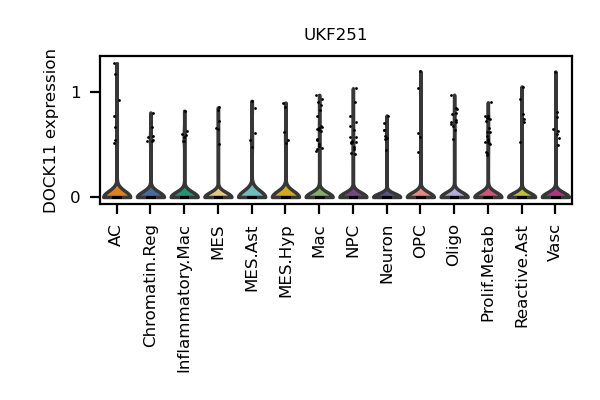 UKF251
DOCK11 expression
1
0
AC
Chromatin.Reg
Inflammatory.Mac
MES
MES.Ast
MES.Hyp
Mac
NPC
Neuron
OPC
Oligo
Prolif.Metab
Reactive.Ast
Vasc